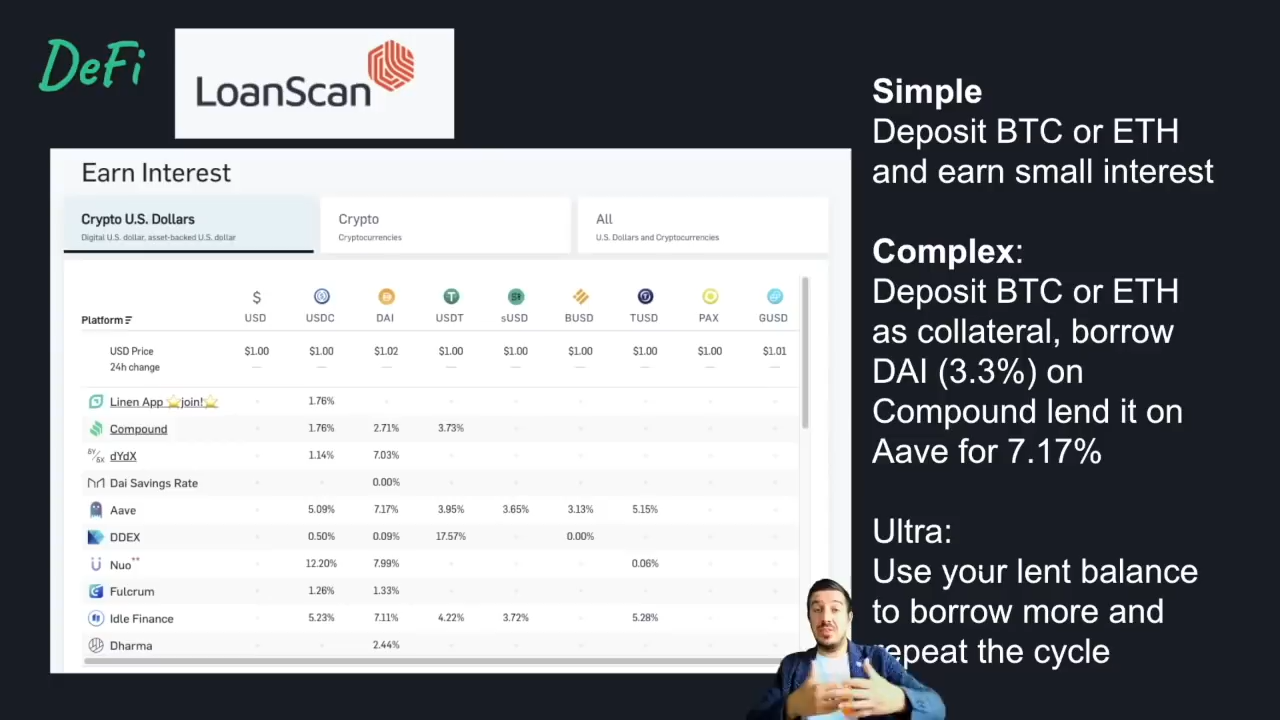 DeFi
LoanScan
Earn Interest
Crypto U.S. Dollars
Digital U.S. dollar, asset-backed U.S. dollar
Crypto
Cryptocurrencies
All
U.S. Dollars and Cryptocurrencies
Platform
$ USD USDC DAI USDT sUSD BUSD TUSD PAX GUSD
USD Price $1.00 $1.00 $1.02 $1.00 $1.00 $1.00 $1.00 $1.00 $1.01
24h change — — — — — — — — —
Linen App ⭐join!⭐ 1.76%
Compound 1.76% 2.71% 3.73%
dYdX 1.14% 7.03%
Dai Savings Rate 0.00%
Aave 5.09% 7.17% 3.95% 3.65% 3.13% 5.15%
DDEX 0.50% 0.09% 17.57% 0.00%
Nuo** 12.20% 7.99% 0.06%
Fulcrum 1.26% 1.33%
Idle Finance 5.23% 7.11% 4.22% 3.72% 5.28%
Dharma 2.44%
Simple
Deposit BTC or ETH
and earn small interest
Complex:
Deposit BTC or ETH
as collateral, borrow
DAI (3.3%) on
Compound lend it on
Aave for 7.17%
Ultra:
Use your lent balance
to borrow more and
repeat the cycle